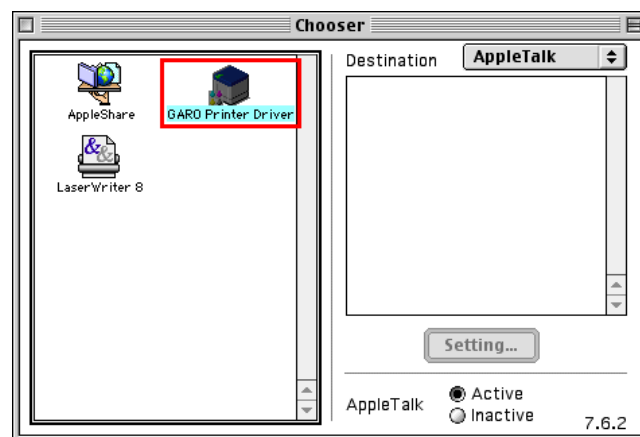 Chooser
AppleShare
GARO Printer Driver
&&
LaserWriter 8
Destination
AppleTalk
Setting...
AppleTalk
Active
Inactive
7.6.2